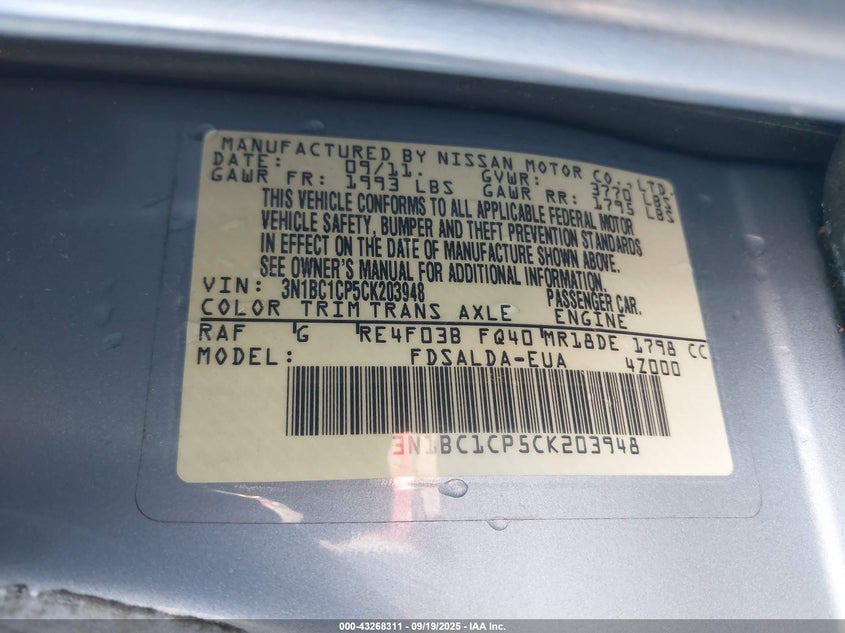 MANUFACTURED BY NISSAN MOTOR CO., LTD.
DATE: 09/11. GVWR: 3770 LBS
GAWR FR: 1993 LBS GAWR RR: 1795 LBS
THIS VEHICLE CONFORMS TO ALL APPLICABLE FEDERAL MOTOR
VEHICLE SAFETY, BUMPER AND THEFT PREVENTION STANDARDS
IN EFFECT ON THE DATE OF MANUFACTURE SHOWN ABOVE.
SEE OWNER'S MANUAL FOR ADDITIONAL INFORMATION.
VIN: 3N1BC1CP5CK203948 PASSENGER CAR.
COLOR TRIM TRANS AXLE ENGINE
RAF G RE4F03B FQ40 MR18DE 1798 CC
MODEL: FDSALDA-EUA 4Z000
3N1BC1CP5CK203948
000-43268311 - 09/19/2025 - IAA Inc.